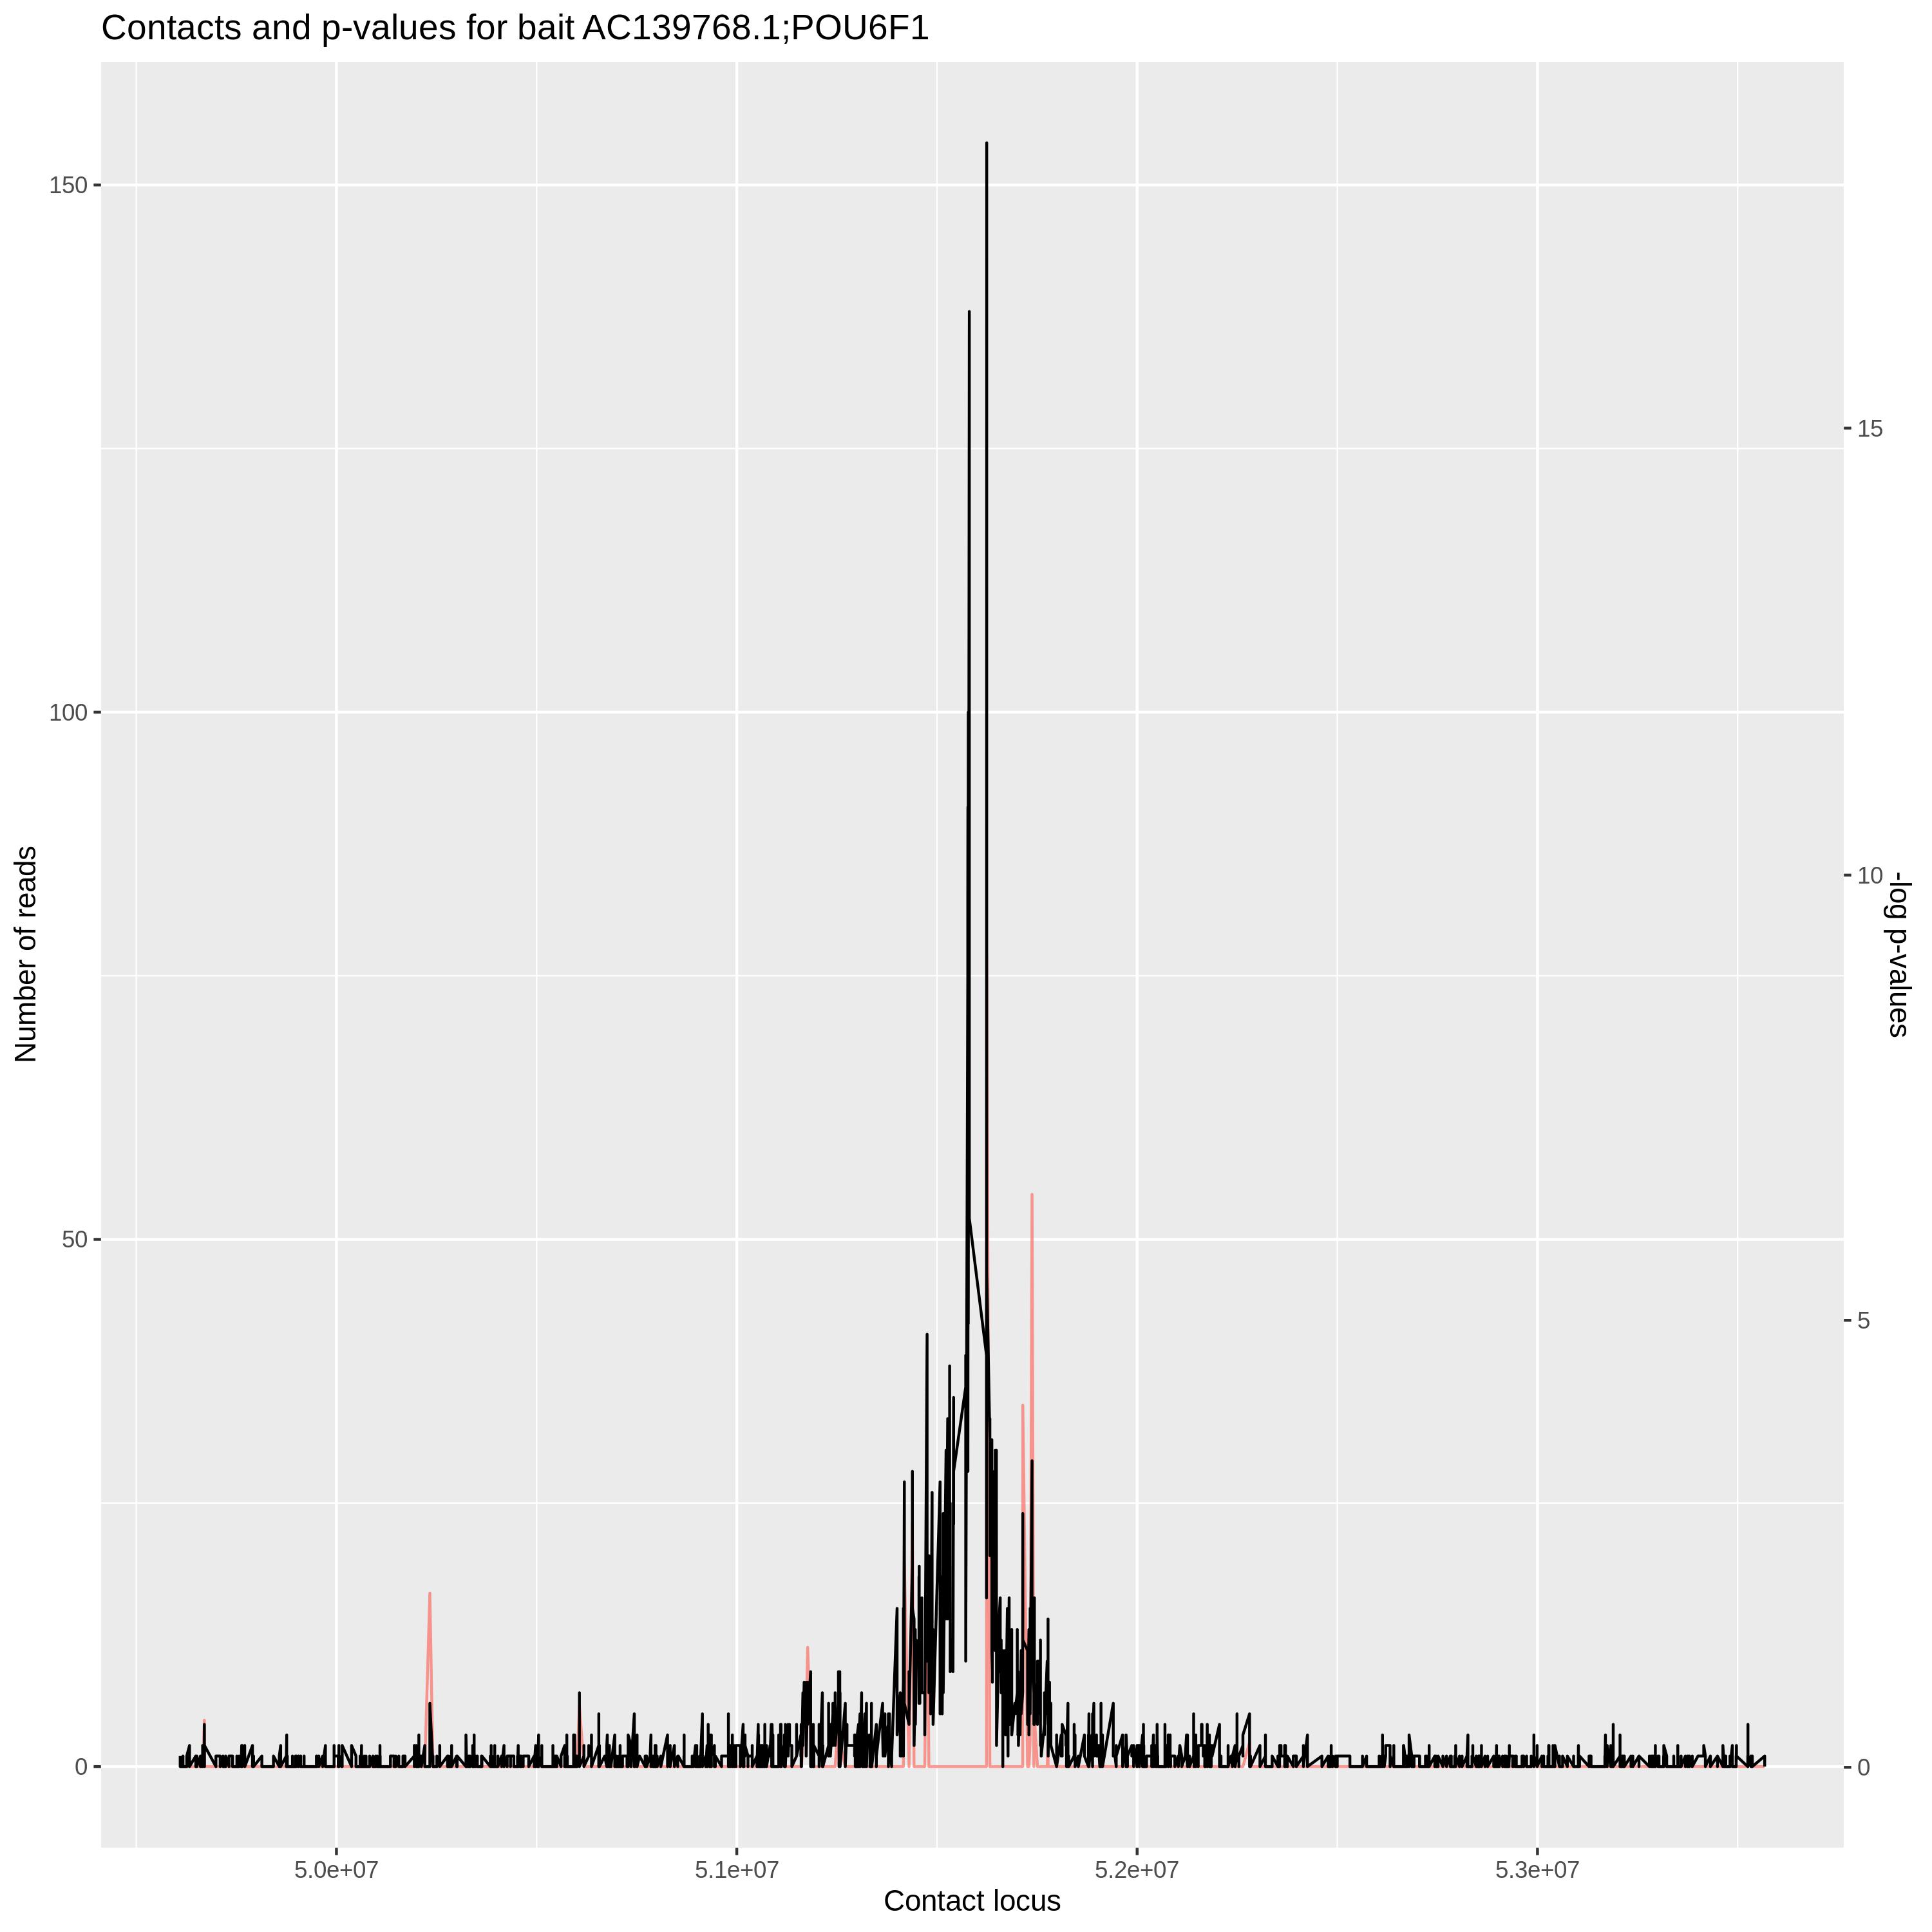 Contacts and p-values for bait AC139768.1;POU6F1
150
100
50
0
Number of reads
15
10
5
0
-log p-values
5.0e+07 5.1e+07 5.2e+07 5.3e+07
Contact locus